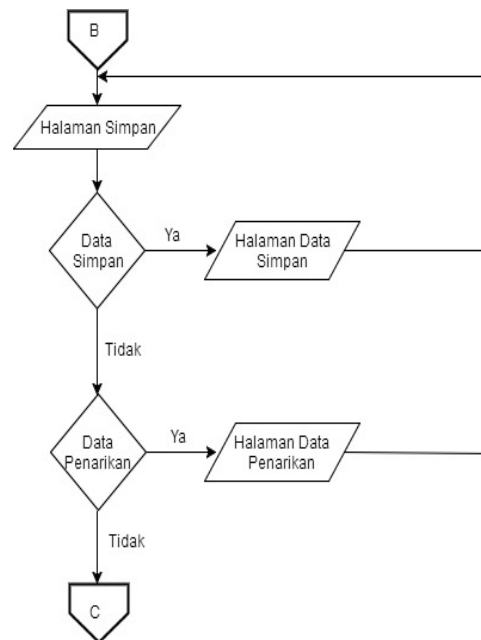 B
Halaman Simpan
Data
Simpan
Ya
Halaman Data
Simpan
Tidak
Data
Penarikan
Ya
Halaman Data
Penarikan
Tidak
C